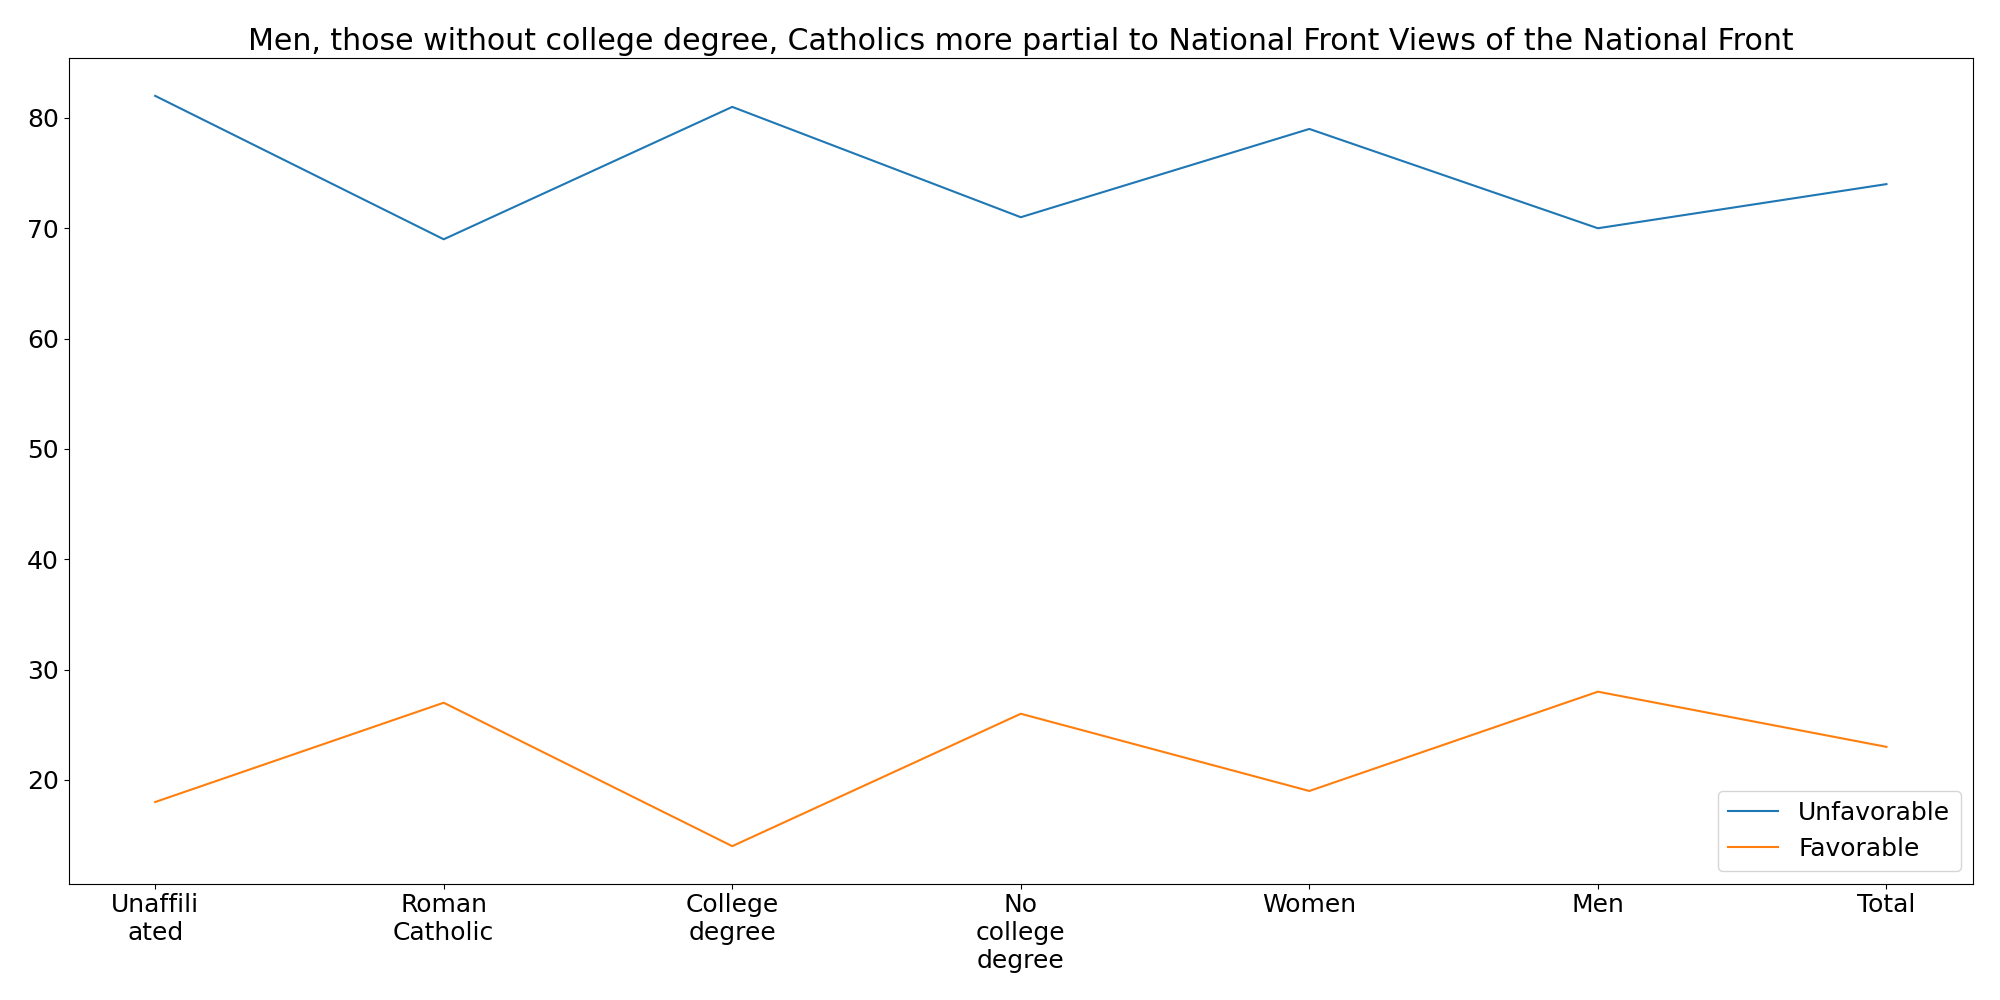 Men, those without college degree, Catholics more partial to National Front Views of the National Front
80
70
60
50
40
30
20
Unfavorable
Favorable
Unaffili
ated
Roman
Catholic
College
degree
No
college
degree
Women
Men
Total